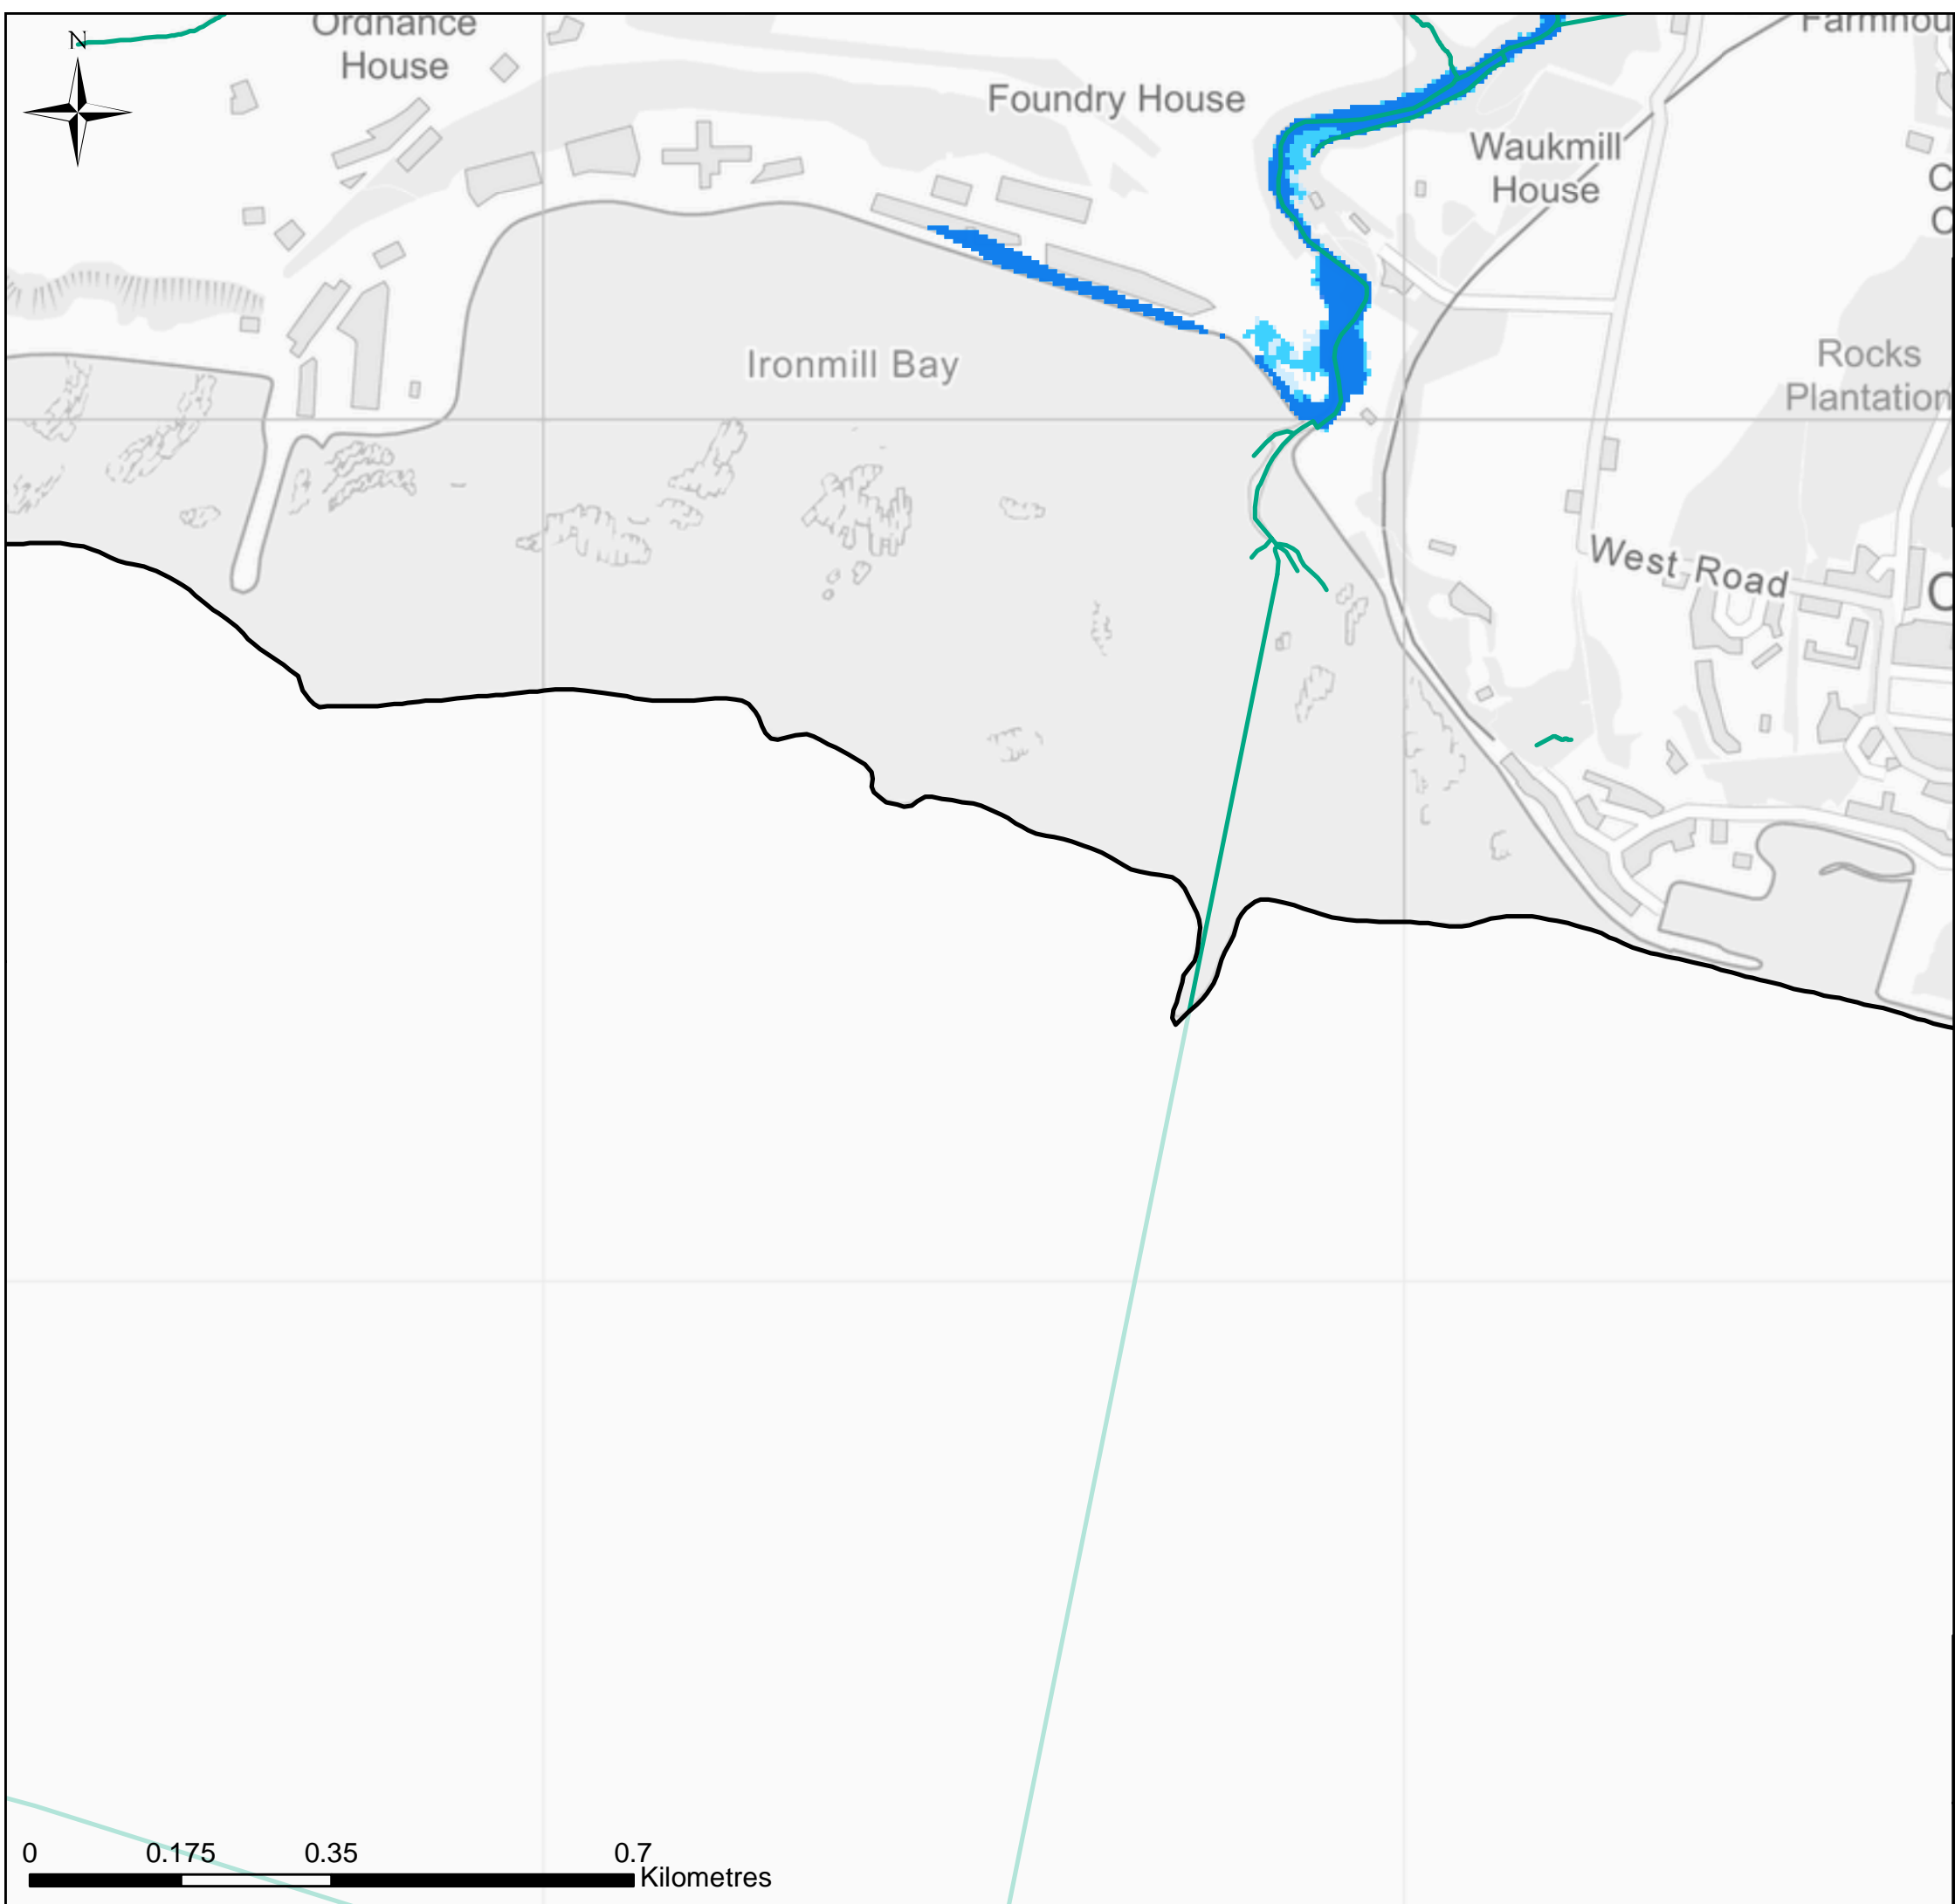 N
Ordnance
House
Foundry House
Waukmill
House
Ironmill Bay
Rocks
Plantation
West Road
0 0.175 0.35 0.7
Kilometres